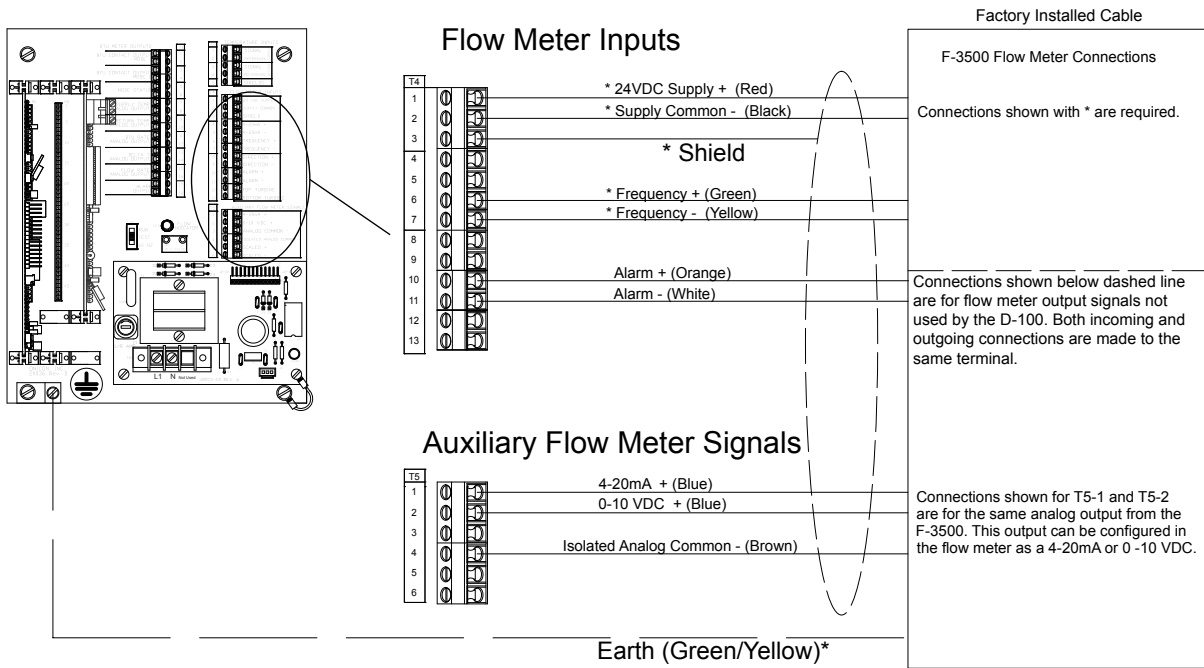 Factory Installed Cable
Flow Meter Inputs
F-3500 Flow Meter Connections
T4
1
* 24VDC Supply + (Red)
2
* Supply Common - (Black)
Connections shown with * are required.
3
* Shield
4
5
6
* Frequency + (Green)
7
* Frequency - (Yellow)
8
9
10
Alarm + (Orange)
11
Alarm - (White)
12
13
Connections shown below dashed line
are for flow meter output signals not
used by the D-100. Both incoming and
outgoing connections are made to the
same terminal.
L1 N Not Used
Auxiliary Flow Meter Signals
T5
1
4-20mA + (Blue)
2
0-10 VDC + (Blue)
3
4
Isolated Analog Common - (Brown)
5
6
Connections shown for T5-1 and T5-2
are for the same analog output from the
F-3500. This output can be configured in
the flow meter as a 4-20mA or 0 -10 VDC.
Earth (Green/Yellow)*